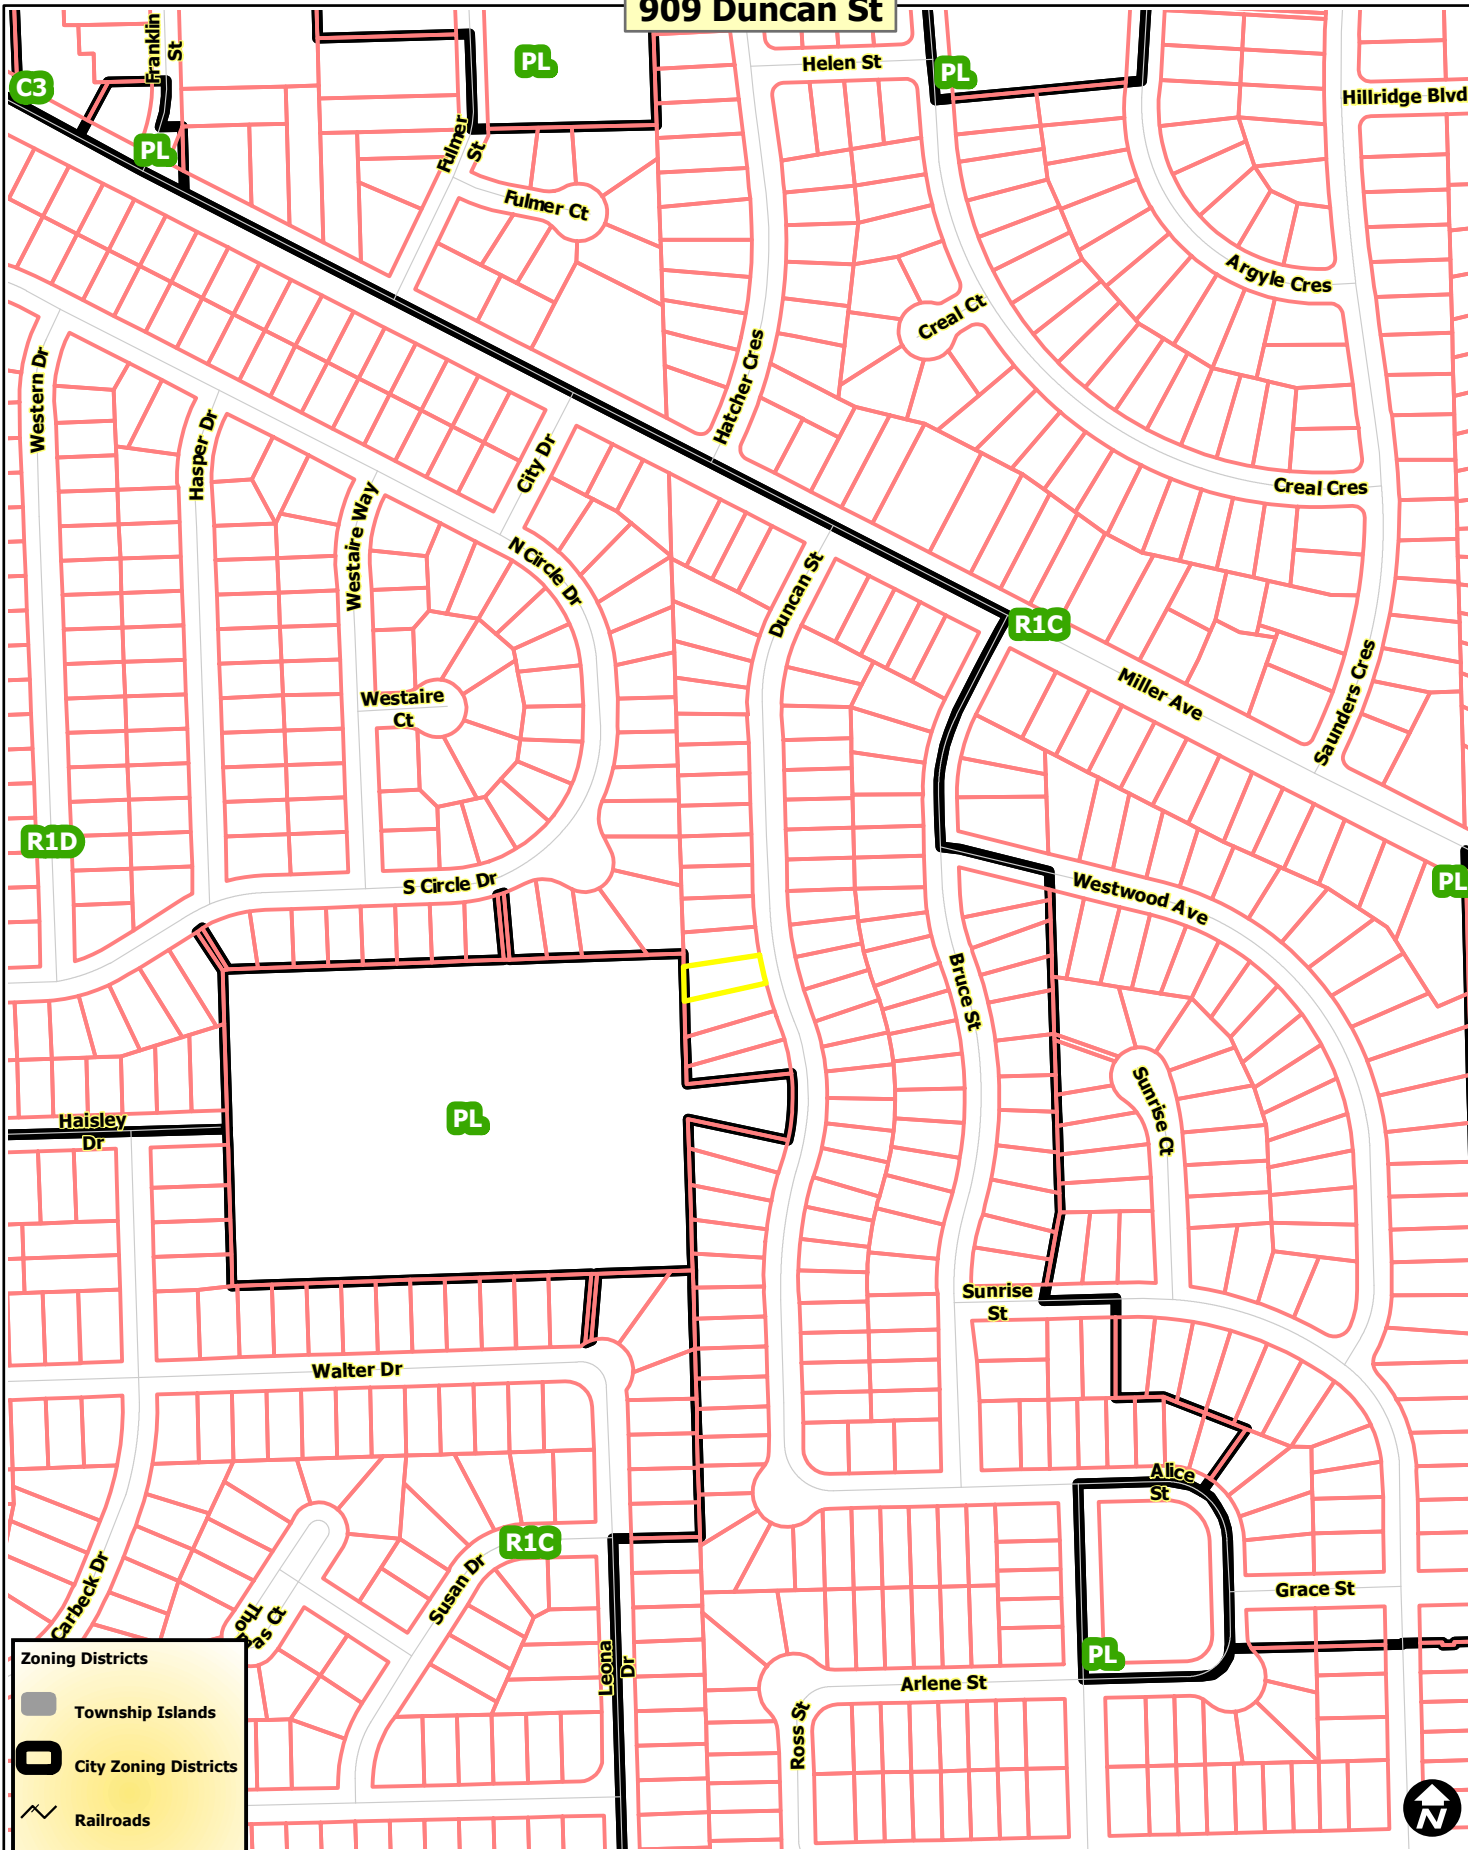 909 Duncan St
Franklin
St
PL
Helen St
PL
C3
Hillridge Blvd
PL
Fulmer
St
Fulmer Ct
Argyle Cres
Creal Ct
Hatcher Cres
Western Dr
Hasper Dr
City Dr
Creal Cres
Westaire Way
N Circle Dr
Duncan St
R1C
Westaire
Ct
Miller Ave
Saunders Cres
R1D
S Circle Dr
Westwood Ave
PL
Bruce St
Haisley
Dr
PL
Sunrise Ct
Sunrise
St
Walter Dr
Alice
St
R1C
Susan Dr
Carbeck Dr
Grace St
as Ct
Leona
Dr
PL
Arlene St
Ross St
Zoning Districts
Township Islands
City Zoning Districts
Railroads
N